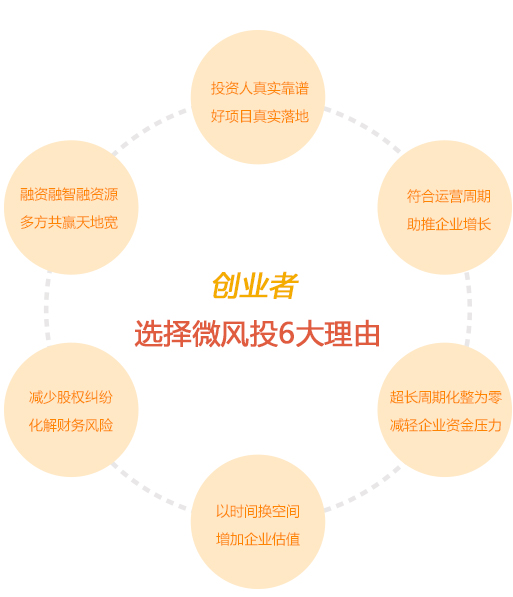 投资人真实靠谱
好项目真实落地
融资融智融资源
多方共赢天地宽
符合运营周期
助推企业增长
创业者
选择微风投6大理由
减少股权纠纷
化解财务风险
超长周期化整为零
减轻企业资金压力
以时间换空间
增加企业估值